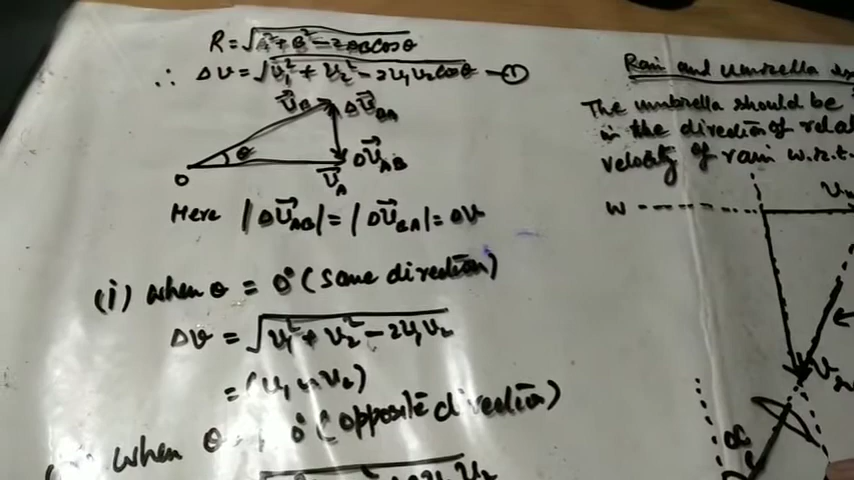 R = √A² + B² - 2ABcosθ
∴ Δv = √v₁² + v₂² - 2v₁v₂cosθ —①
v⃗B Δv⃗BA
θ
O v⃗A Δv⃗AB
Here |Δv⃗AB| = |Δv⃗BA| = Δv
(i) when θ = 0° (same direction)
Δv = √v₁² + v₂² - 2v₁v₂
= (v₁ ~ v₂)
when θ (opposite direction)
Rain and umbrella
The umbrella should be
in the direction of
velocity of rain w.r.t.
W